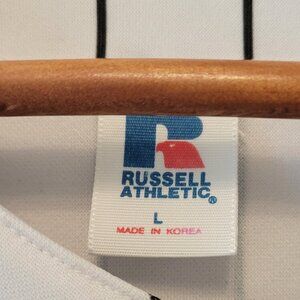 R
RUSSELL
ATHLETIC®
L
MADE IN KOREA